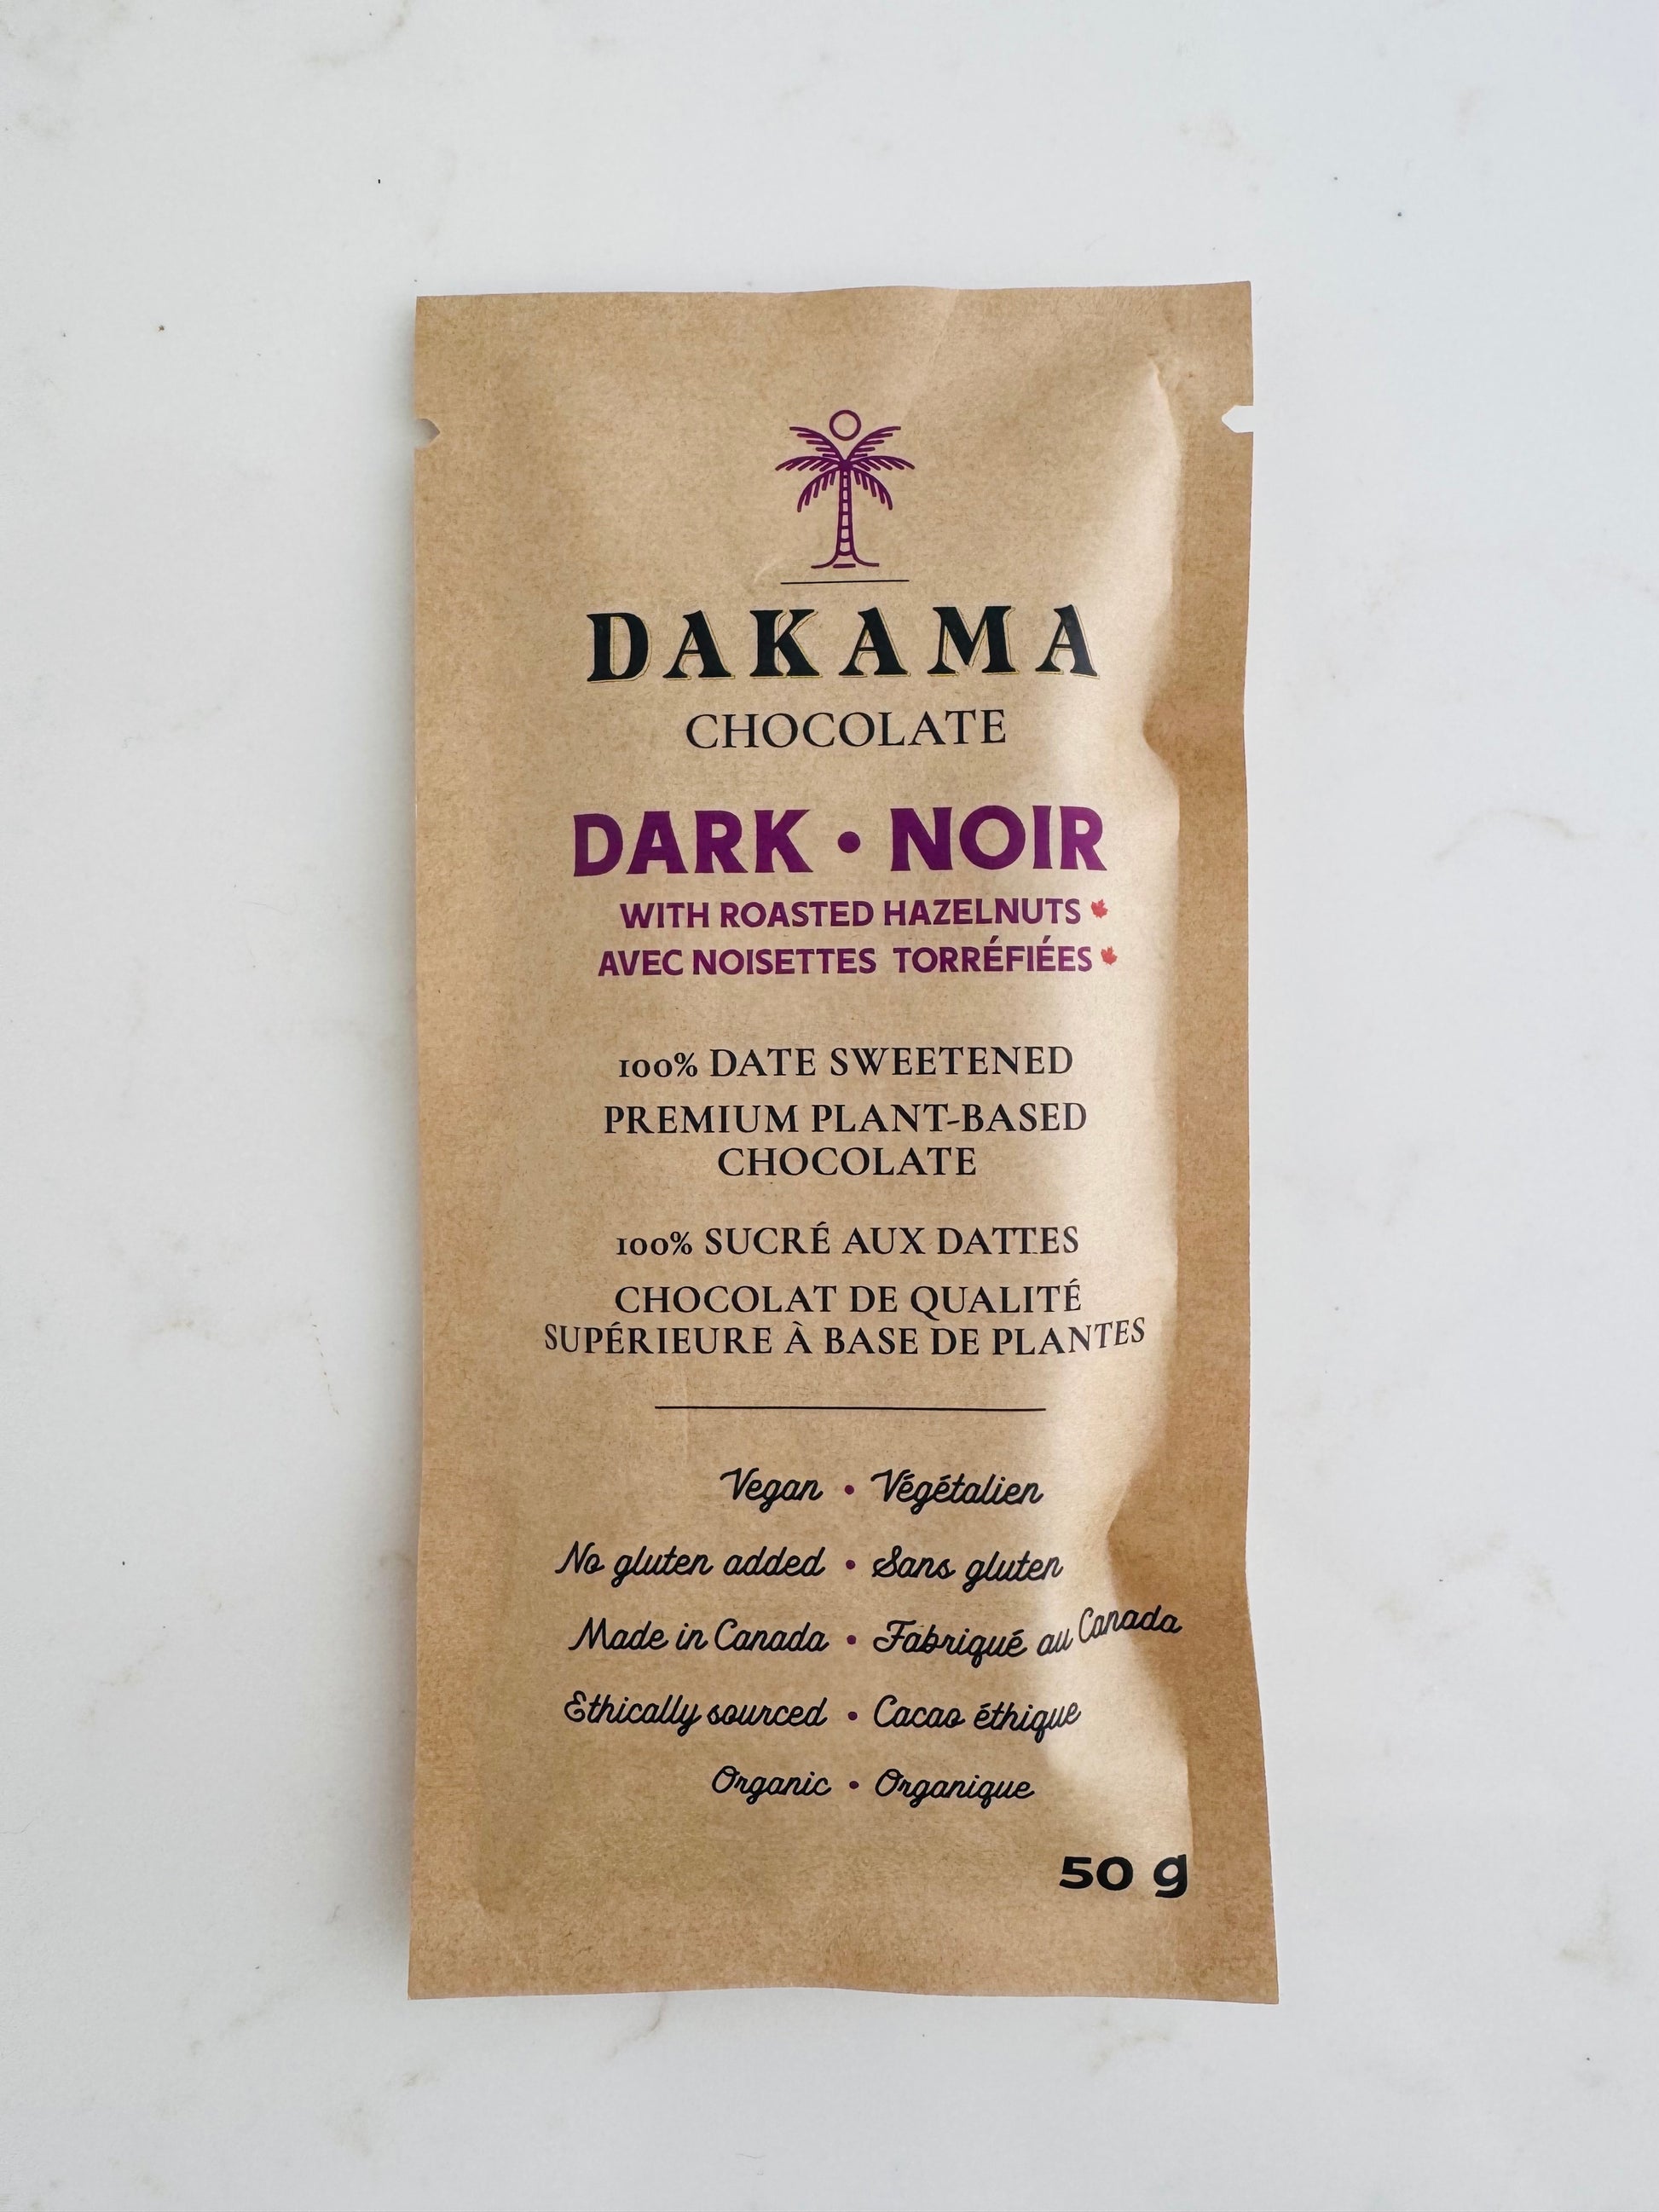 DAKAMA
CHOCOLATE
DARK • NOIR
WITH ROASTED HAZELNUTS
AVEC NOISETTES TORRÉFIÉES
100% DATE SWEETENED
PREMIUM PLANT-BASED
CHOCOLATE
100% SUCRÉ AUX DATTES
CHOCOLAT DE QUALITÉ
SUPÉRIEURE À BASE DE PLANTES
Vegan • Végétalien
No gluten added • Sans gluten
Made in Canada • Fabriqué au Canada
Ethically sourced • Cacao éthique
Organic • Organique
50 g